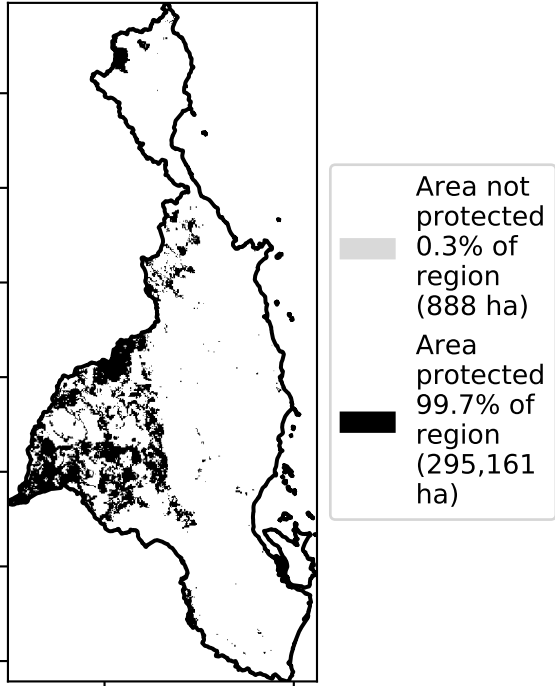 Area not
protected
0.3% of
region
(888 ha)
Area
protected
99.7% of
region
(295,161
ha)